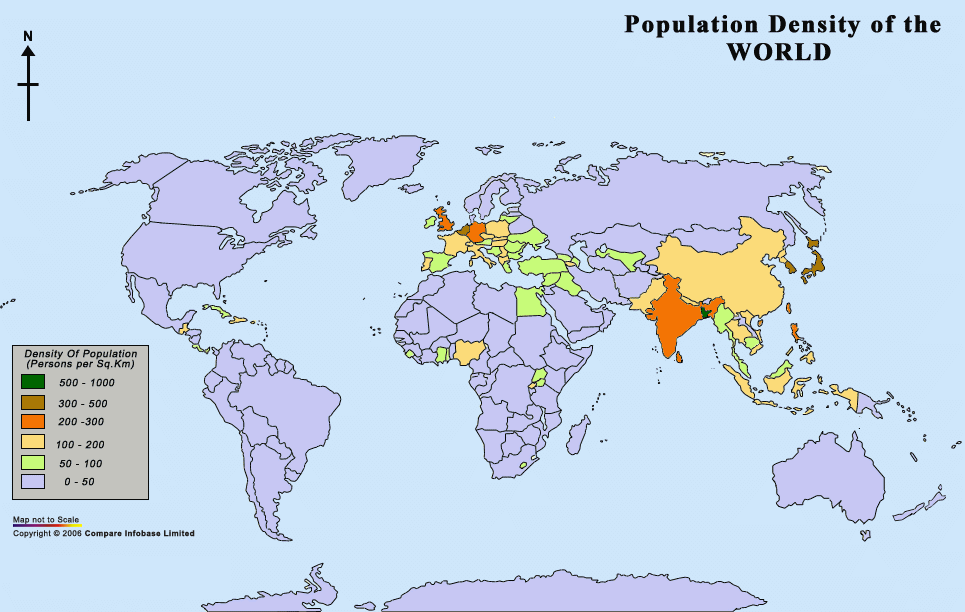 Population Density of the
WORLD
N
Density Of Population
(Persons per Sq.Km)
500 - 1000
300 - 500
200 -300
100 - 200
50 - 100
0 - 50
Map not to Scale
Copyright © 2006 Compare Infobase Limited